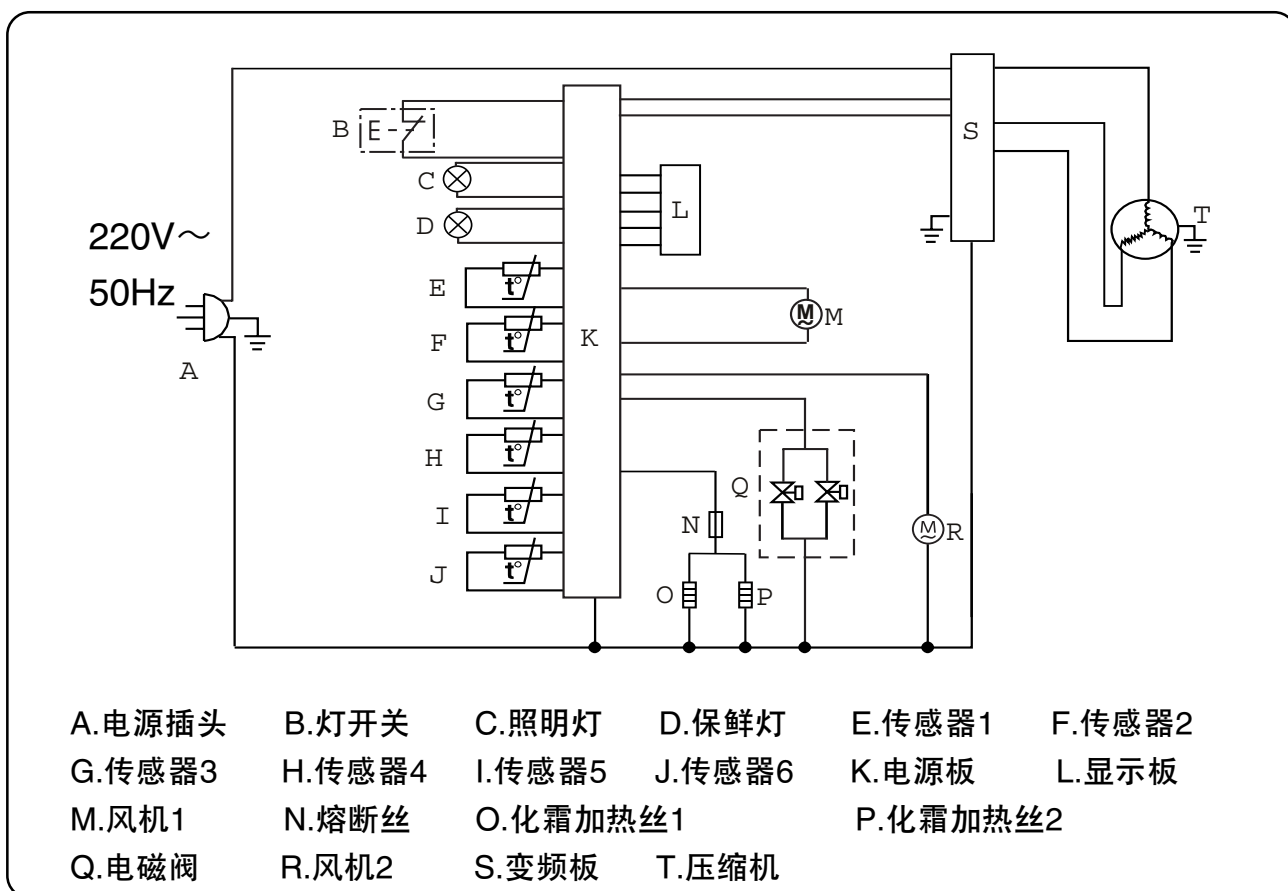 B
E
C
D
220V～
50Hz
A
E
t°
F
t°
G
t°
H
t°
I
t°
J
t°
K
L
M
M
N
O
P
Q
M
R
S
T
A.电源插头 B.灯开关 C.照明灯 D.保鲜灯 E.传感器1 F.传感器2
G.传感器3 H.传感器4 I.传感器5 J.传感器6 K.电源板 L.显示板
M.风机1 N.熔断丝 O.化霜加热丝1 P.化霜加热丝2
Q.电磁阀 R.风机2 S.变频板 T.压缩机